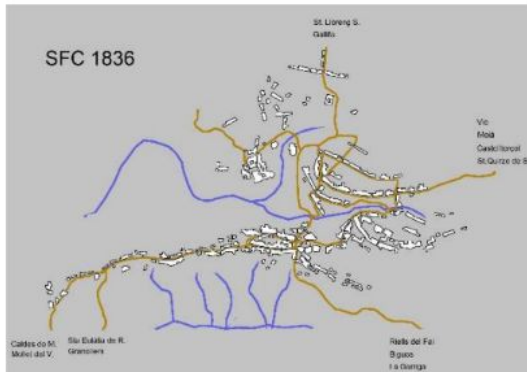 St. Llorenç S.
Gallifa
SFC 1836
Vic
Moià
Castellterçol
St. Quirze de S.
Caldes de M.
Mollet del V.
Sta Eulalia de R.
Granollers
Riells del Fai
Bigues
La Garriga